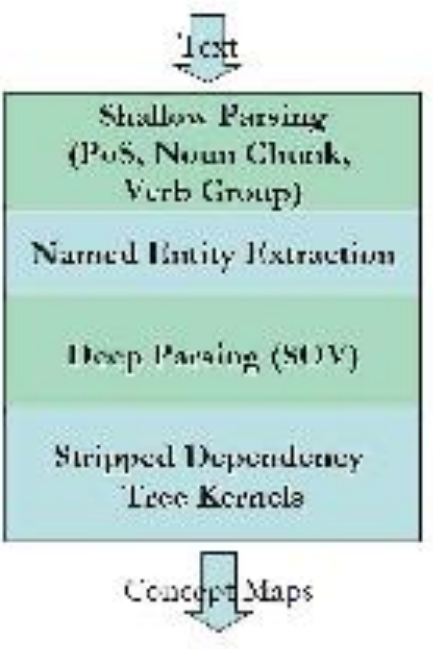 Text
Shallow Parsing
(PoS, Noun Chunk,
Verb Group)
Named Entity Extraction
Deep Parsing (SOV)
Stripped Dependency
Tree Kernels
Concept Maps